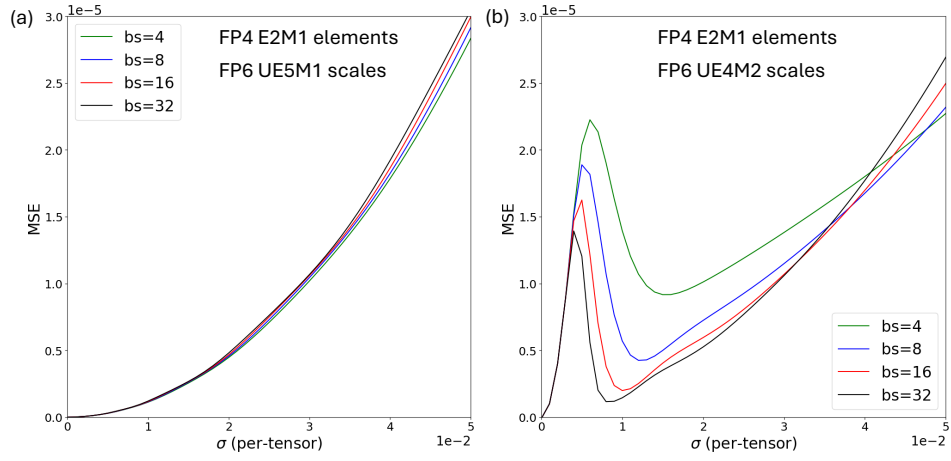 (a)
1e−5
3.0
2.5
2.0
1.5
1.0
0.5
0.0
MSE
bs=4
bs=8
bs=16
bs=32
FP4 E2M1 elements
FP6 UE5M1 scales
0 1 2 3 4 5
σ (per-tensor)
1e−2
(b)
1e−5
3.0
2.5
2.0
1.5
1.0
0.5
0.0
MSE
FP4 E2M1 elements
FP6 UE4M2 scales
bs=4
bs=8
bs=16
bs=32
0 1 2 3 4 5
σ (per-tensor)
1e−2